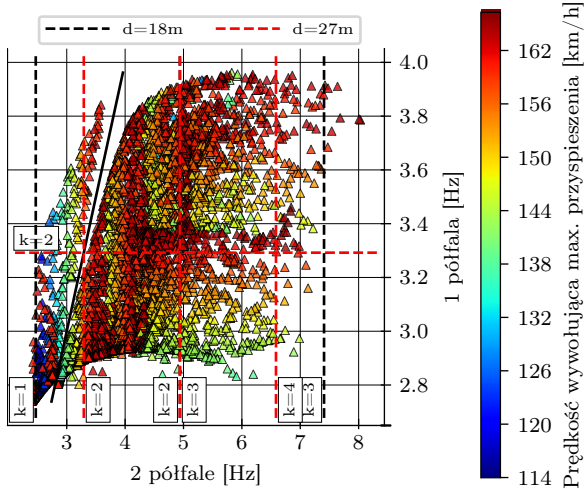 d=18m
d=27m
4.0
3.8
3.6
3.4
3.3
3.0
2.8
1 półfala [Hz]
k=2
k=1
k=2
k=2
k=3
k=4
k=3
3
4
5
6
7
8
2 półfale [Hz]
162
156
150
144
138
132
126
120
114
Prędkość wywołująca max. przyspieszenia [km/h]